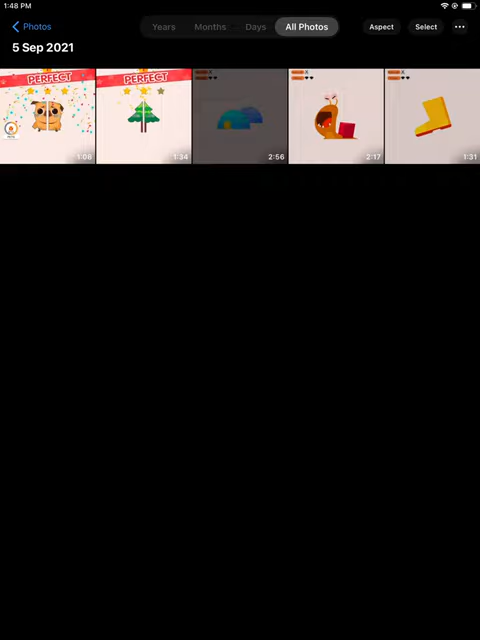 1:48 PM
Photos
Years
Months
Days
All Photos
Aspect
Select
5 Sep 2021
PERFECT
PERFECT
1:08
1:34
2:56
2:17
1:31